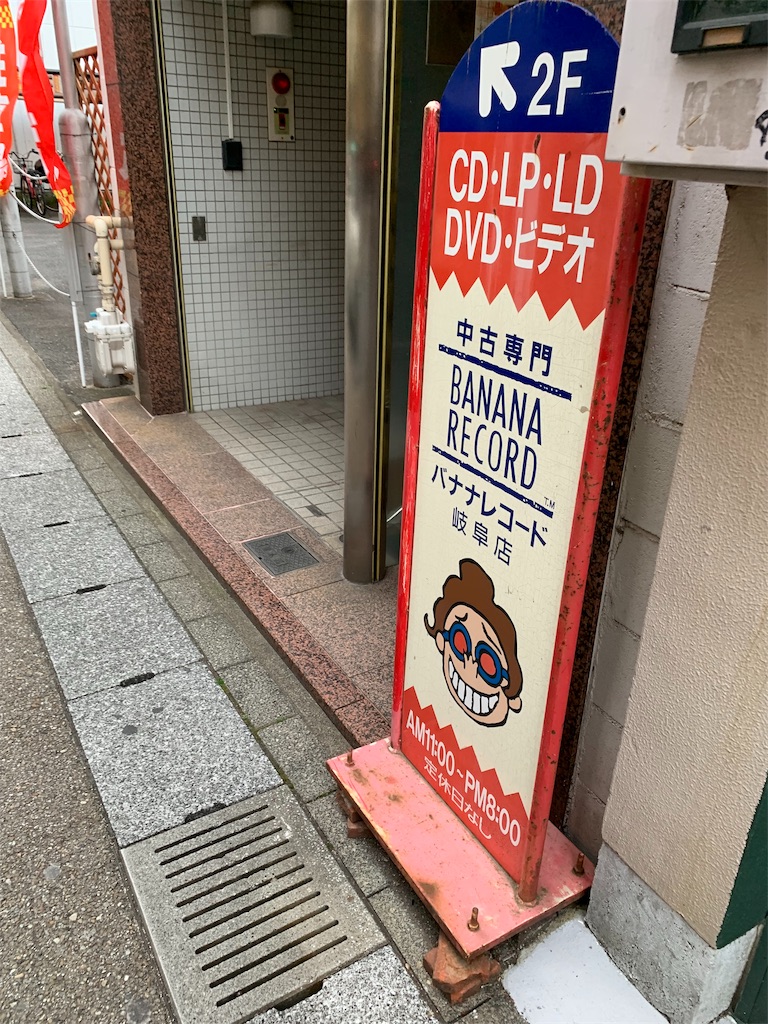 2F
CD・LP・LD
DVD・ビデオ
中古専門
BANANA
RECORD
TM
バナナレコード
岐阜店
AM11:00~PM8:00
定休日なし